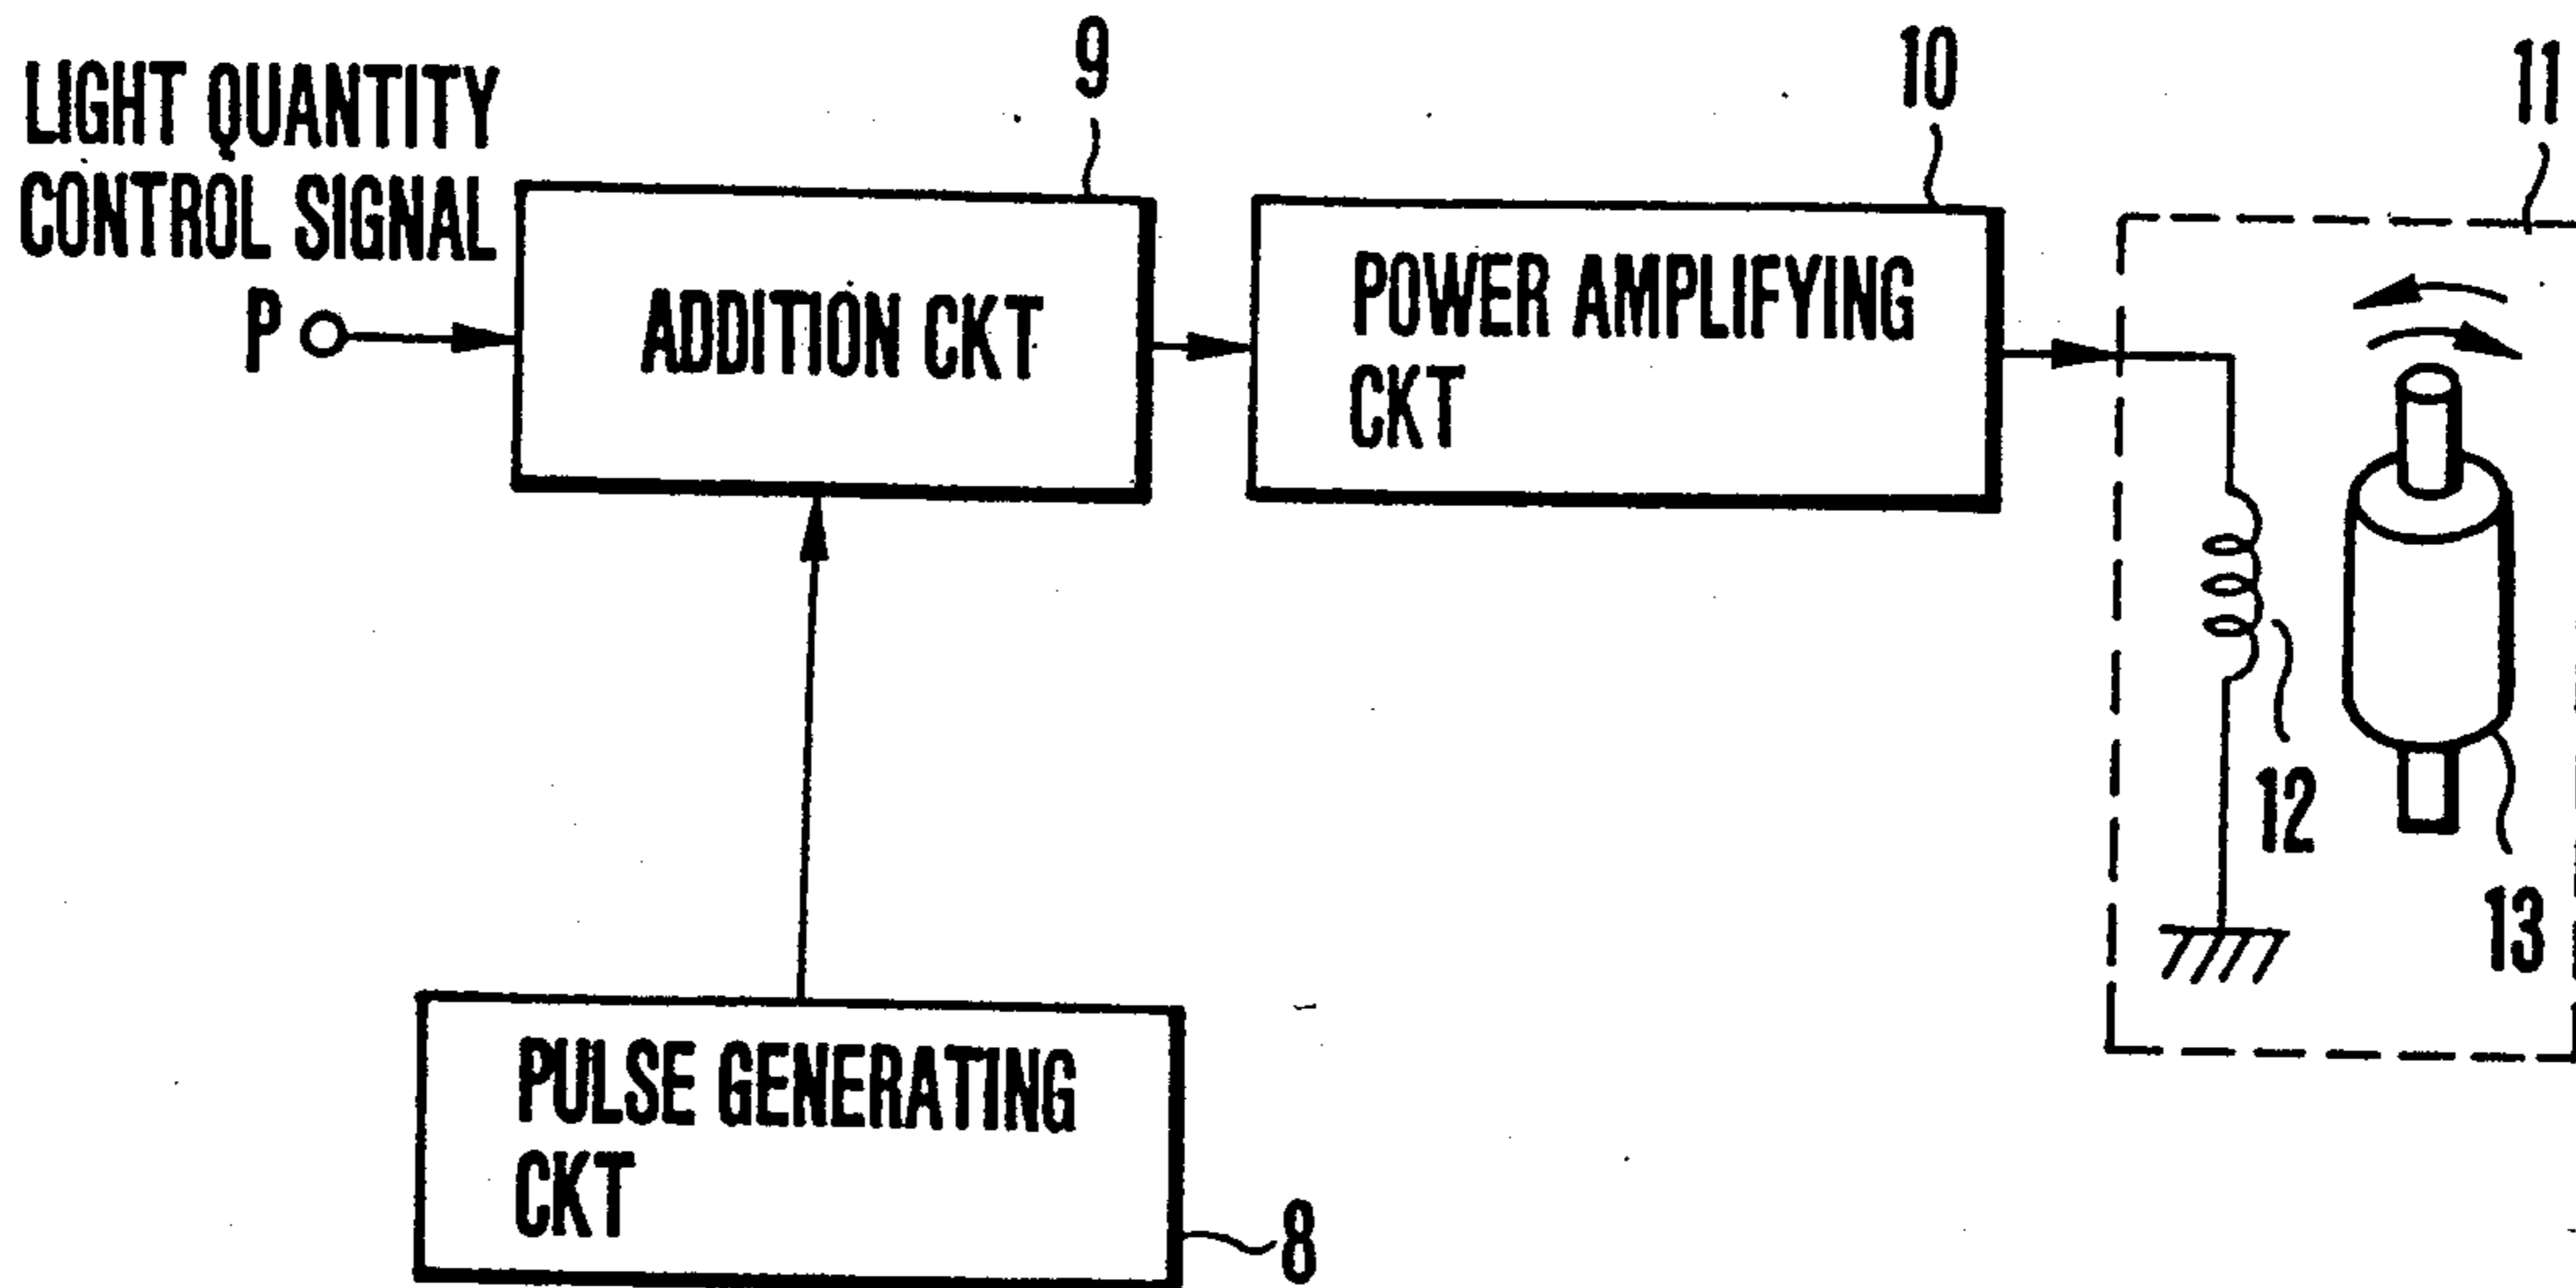 9
10
11
LIGHT QUANTITY
CONTROL SIGNAL
P
ADDITION CKT
POWER AMPLIFYING
CKT
12
13
PULSE GENERATING
CKT
8